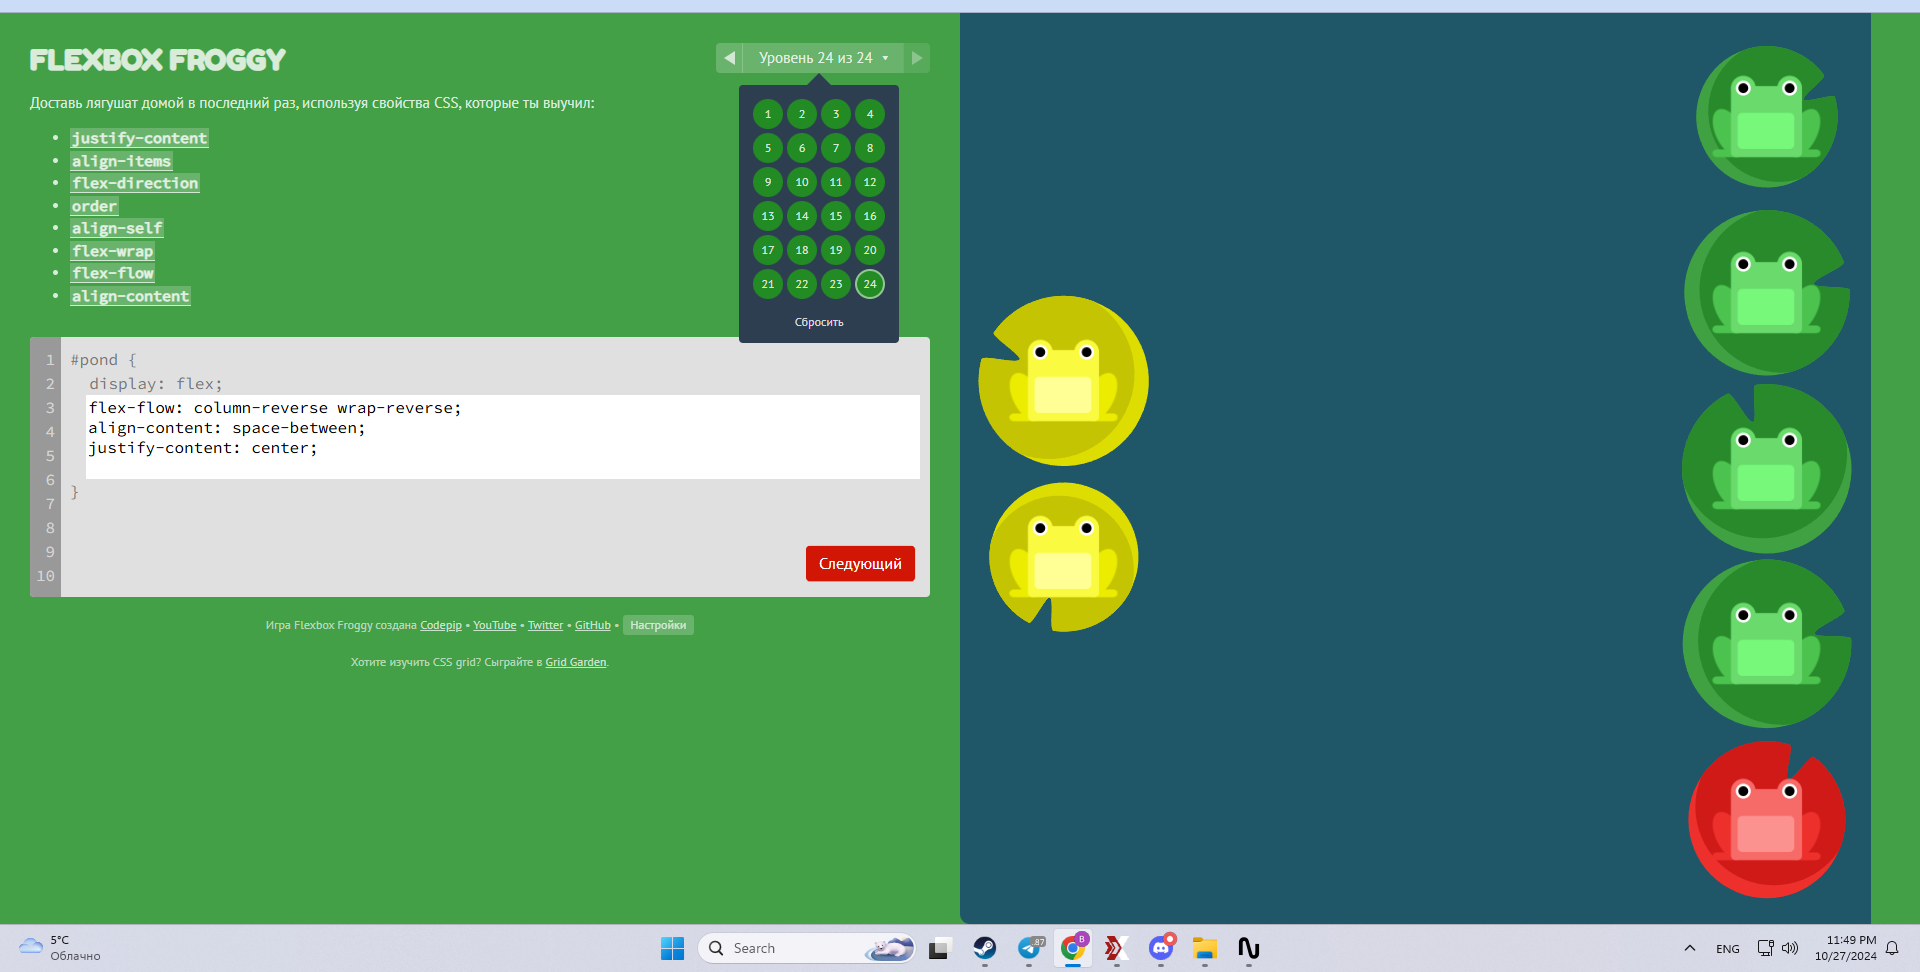 FLEXBOX FROGGY
Уровень 24 из 24
Доставь лягушат домой в последний раз, используя свойства CSS, которые ты выучил:
• justify-content
• align-items
• flex-direction
• order
• align-self
• flex-wrap
• flex-flow
• align-content
1 2 3 4
5 6 7 8
9 10 11 12
13 14 15 16
17 18 19 20
21 22 23 24
Сбросить
1 #pond {
2 display: flex;
3 flex-flow: column-reverse wrap-reverse;
4 align-content: space-between;
5 justify-content: center;
6 }
7
8
9
10
Следующий
Игра Flexbox Froggy создана Codepip • YouTube • Twitter • GitHub • Настройки
Хотите изучить CSS grid? Сыграйте в Grid Garden.
5°C
Облачно
Search
87
B
ENG
11:49 PM
10/27/2024